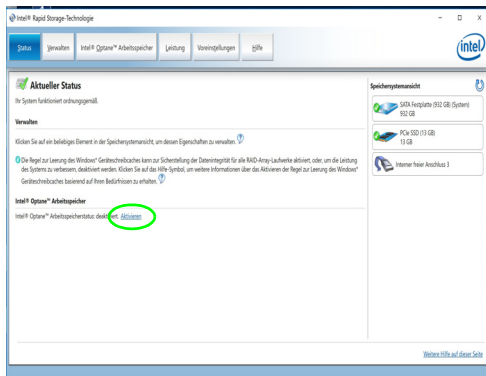 Intel® Rapid Storage-Technologie
Status
Verwalten
Intel® Optane™ Arbeitsspeicher
Leistung
Voreinstellungen
Hilfe
intel
Aktueller Status
Ihr System funktioniert ordnungsgemäß.
Verwalten
Klicken Sie auf ein beliebiges Element in der Speichersystemansicht, um dessen Eigenschaften zu verwalten.
Die Regel zur Leerung des Windows* Geräteschreibcaches kann zur Sicherstellung der Datenintegrität für alle RAID-Array-Laufwerke aktiviert, oder, um die Leistung
des Systems zu verbessern, deaktiviert werden. Klicken Sie auf das Hilfe-Symbol, um weitere Informationen über das Aktivieren der Regel zur Leerung des Windows*
Geräteschreibcaches basierend auf Ihren Bedürfnissen zu erhalten.
Intel® Optane™ Arbeitsspeicher
Intel® Optane™ Arbeitsspeicherstatus: deaktiviert. Aktivieren
Speichersystemansicht
SATA Festplatte (932 GB) (System)
932 GB
PCIe SSD (13 GB)
13 GB
Interner freier Anschluss 3
Weitere Hilfe auf dieser Seite